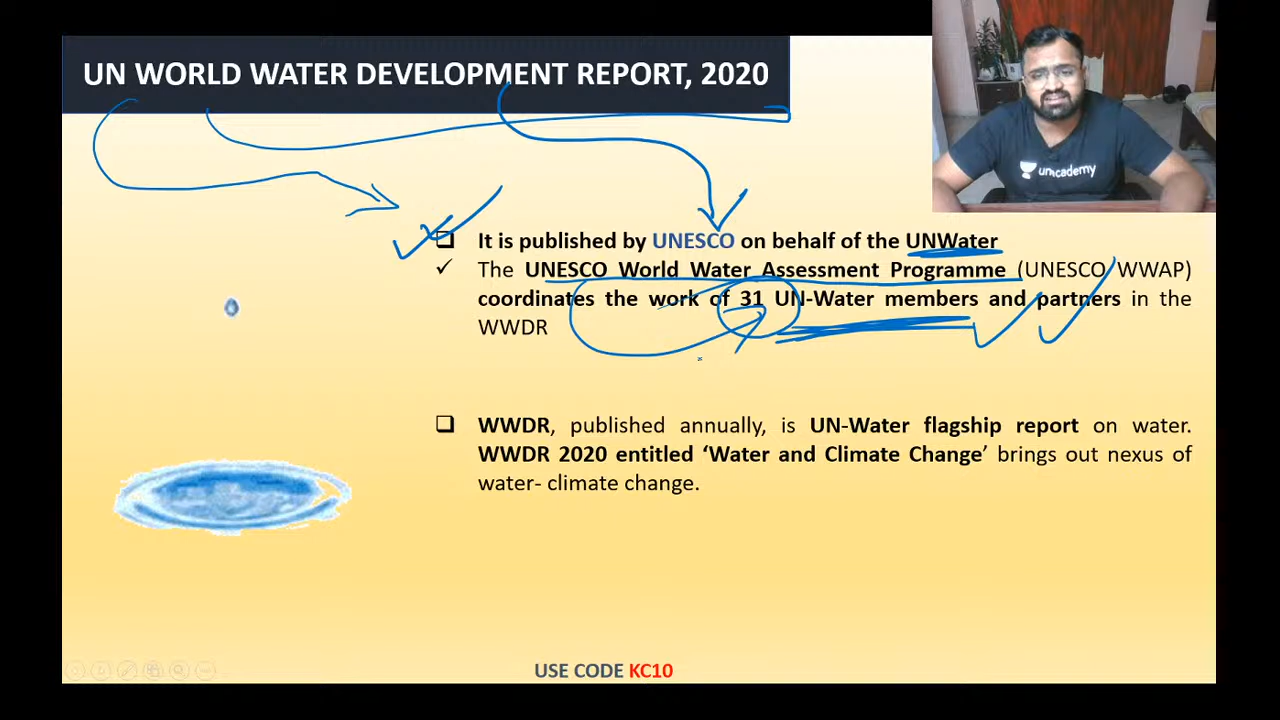 UN WORLD WATER DEVELOPMENT REPORT, 2020
unacademy
It is published by UNESCO on behalf of the UNWater
The UNESCO World Water Assessment Programme (UNESCO WWAP)
coordinates the work of 31 UN-Water members and partners in the
WWDR
WWDR, published annually, is UN-Water flagship report on water.
WWDR 2020 entitled ‘Water and Climate Change’ brings out nexus of
water- climate change.
USE CODE KC10